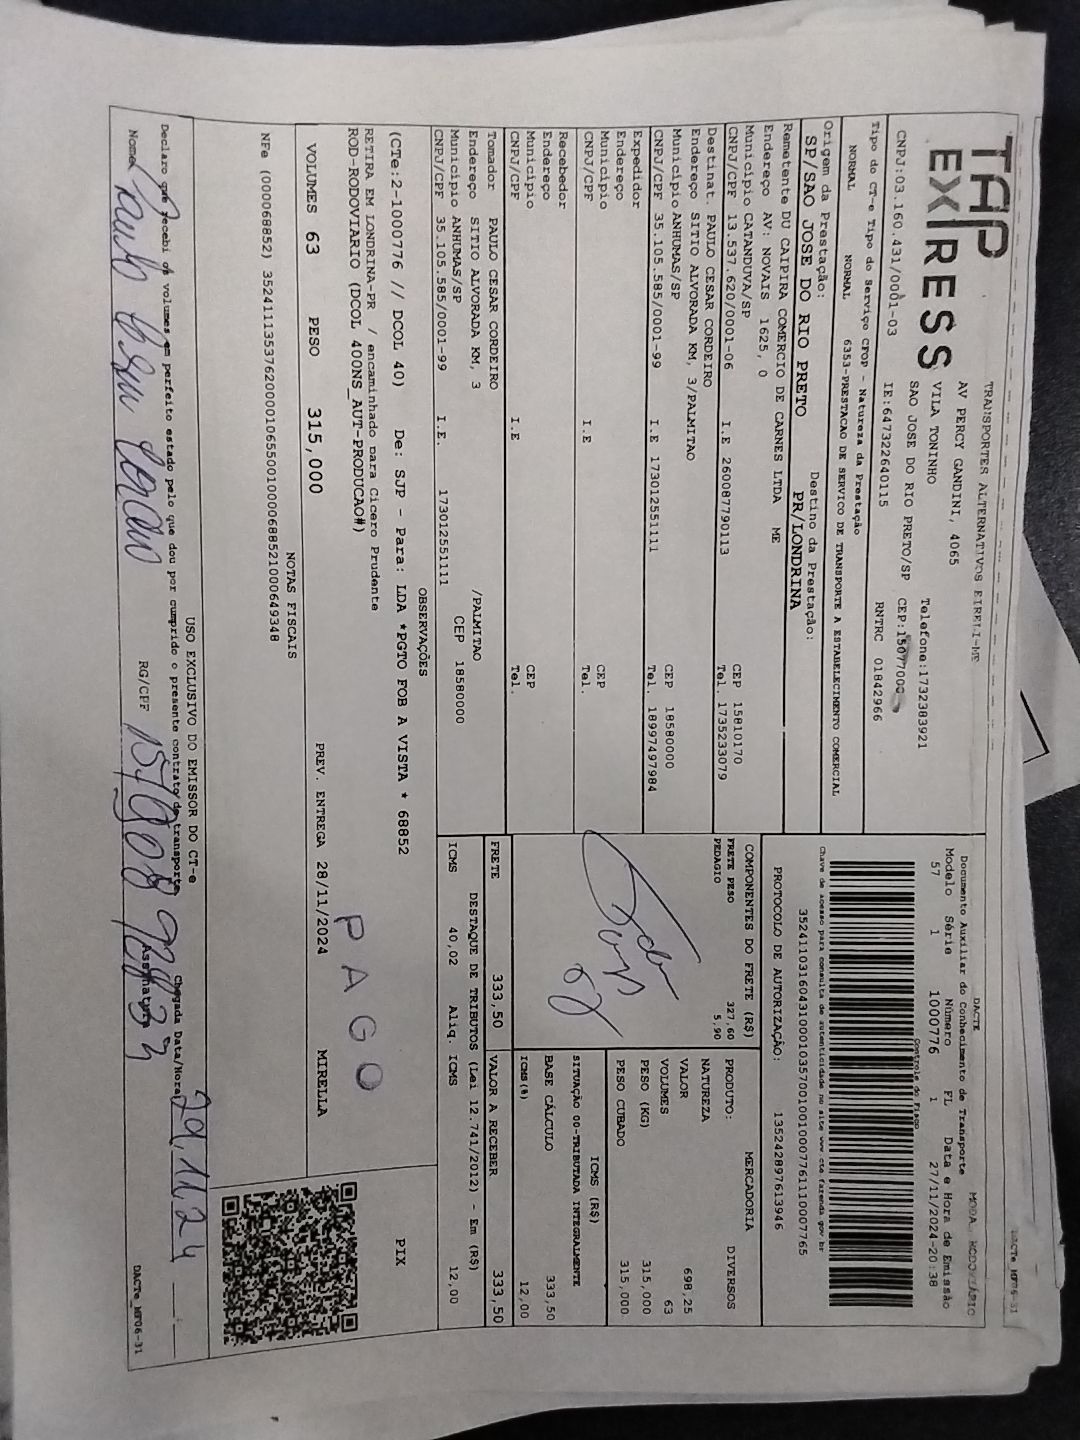 DACTe_MP06-31
TAP
EXPRESS
TRANSPORTES ALTERNATIVOS EIRELI-ME
AV PERCY GANDINI, 4065
VILA TONINHO
SAO JOSE DO RIO PRETO/SP
Telefone:1732383921
CNPJ:03.160.431/0001-03
IE:647322640115
RNTRC 01842966
Tipo do CT-e Tipo do Serviço CFOP - Natureza da Prestação
NORMAL NORMAL 6353-PRESTACAO DE SERVICO DE TRANSPORTE A ESTABELECIMENTO COMERCIAL
Origem da Prestação: Destino da Prestação:
SP/SAO JOSE DO RIO PRETO PR/LONDRINA
DACTE MODA RODOVIÁRIO
Documento Auxiliar do Conhecimento de Transporte
Modelo Série Número FL Data e Hora de Emissão
57 1 1000776 1 27/11/2024-20:38
Controle do Fisco
Chave de acesso para consulta de autenticidade no site www.cte.fazenda.gov.br
PROTOCOLO DE AUTORIZAÇÃO: 135242897613946
Remetente DU CAIPIRA COMERCIO DE CARNES LTDA ME
Endereço AV: NOVAIS 1625, 0
Municipio CATANDUVA/SP CEP 15810170
CNPJ/CPF 13.537.620/0001-06 I.E 260087790113 Tel. 1735233079
Destinat. PAULO CESAR CORDEIRO
Endereço SITIO ALVORADA KM, 3/PALMITAO
Municipio ANHUMAS/SP CEP 18580000
CNPJ/CPF 35.105.585/0001-99 I.E 173012551111 Tel. 18997497984
Expedidor
Endereço
Municipio CEP
CNPJ/CPF I.E Tel.
Recebedor
Endereço
Municipio CEP
CNPJ/CPF I.E Tel.
Tomador PAULO CESAR CORDEIRO
Endereço SITIO ALVORADA KM, 3 /PALMITAO
Municipio ANHUMAS/SP CEP 18580000
CNPJ/CPF 35.105.585/0001-99 I.E. 173012551111
COMPONENTES DO FRETE (R$)
FRETE PESO 327,60
PEDAGIO 5,90
PRODUTO: MERCADORIA
NATUREZA DIVERSOS
VALOR 698,25
VOLUMES 63
PESO (KG) 315,000
PESO CUBADO 315,000
ICMS (R$)
SITUAÇÃO 00-TRIBUTADA INTEGRALMENTE
BASE CÁLCULO 333,50
ICMS(%) 12,00
FRETE 333,50 VALOR A RECEBER 333,50
DESTAQUE DE TRIBUTOS (Lei 12.741/2012) - Em (R$)
ICMS 40,02 Aliq. ICMS 12,00
OBSERVAÇÕES
(CTe:2-1000776 // DCOL 40) De: SJP - Para: LDA *PGTO FOB A VISTA * 68852
RETIRA EM LONDRINA-PR / encaminhado para Cicero Prudente
ROD-RODOVIARIO (DCOL 400NS_AUT-PRODUCAO#)
PAGO
PIX
VOLUMES 63 PESO 315,000 PREV. ENTREGA 28/11/2024 MIRELLA
NOTAS FISCAIS
NFe (000068852)
USO EXCLUSIVO DO EMISSOR DO CT-e
Declaro que recebi os volumes em perfeito estado pelo que dou por cumprido o presente contrato de transporte Chegada Data/Hora 29.11.24
Nome RG/CPF Assinatura
DACTe_MP06-31